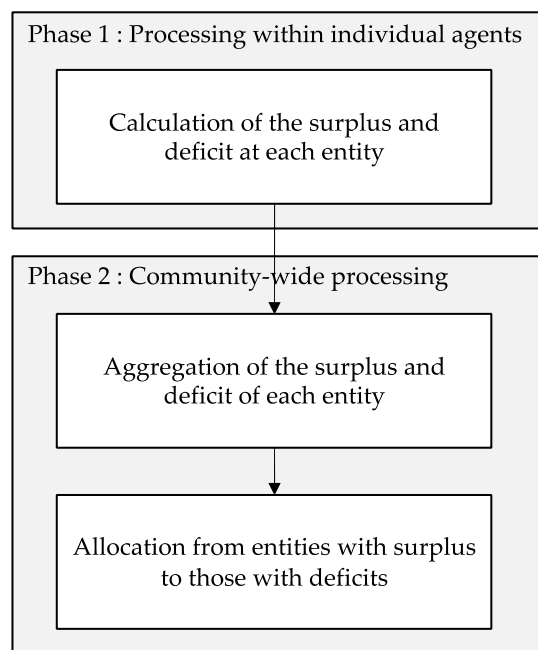 Phase 1 : Processing within individual agents
Calculation of the surplus and
deficit at each entity
Phase 2 : Community-wide processing
Aggregation of the surplus and
deficit of each entity
Allocation from entities with surplus
to those with deficits